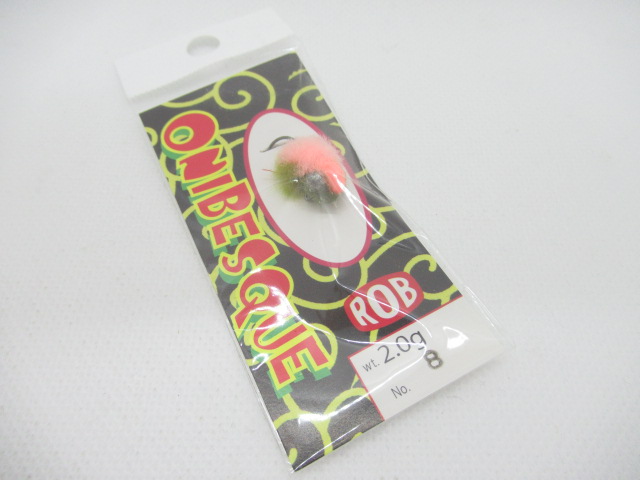 ONIBESQUE
ROB
wt. 2.0g
No. 8